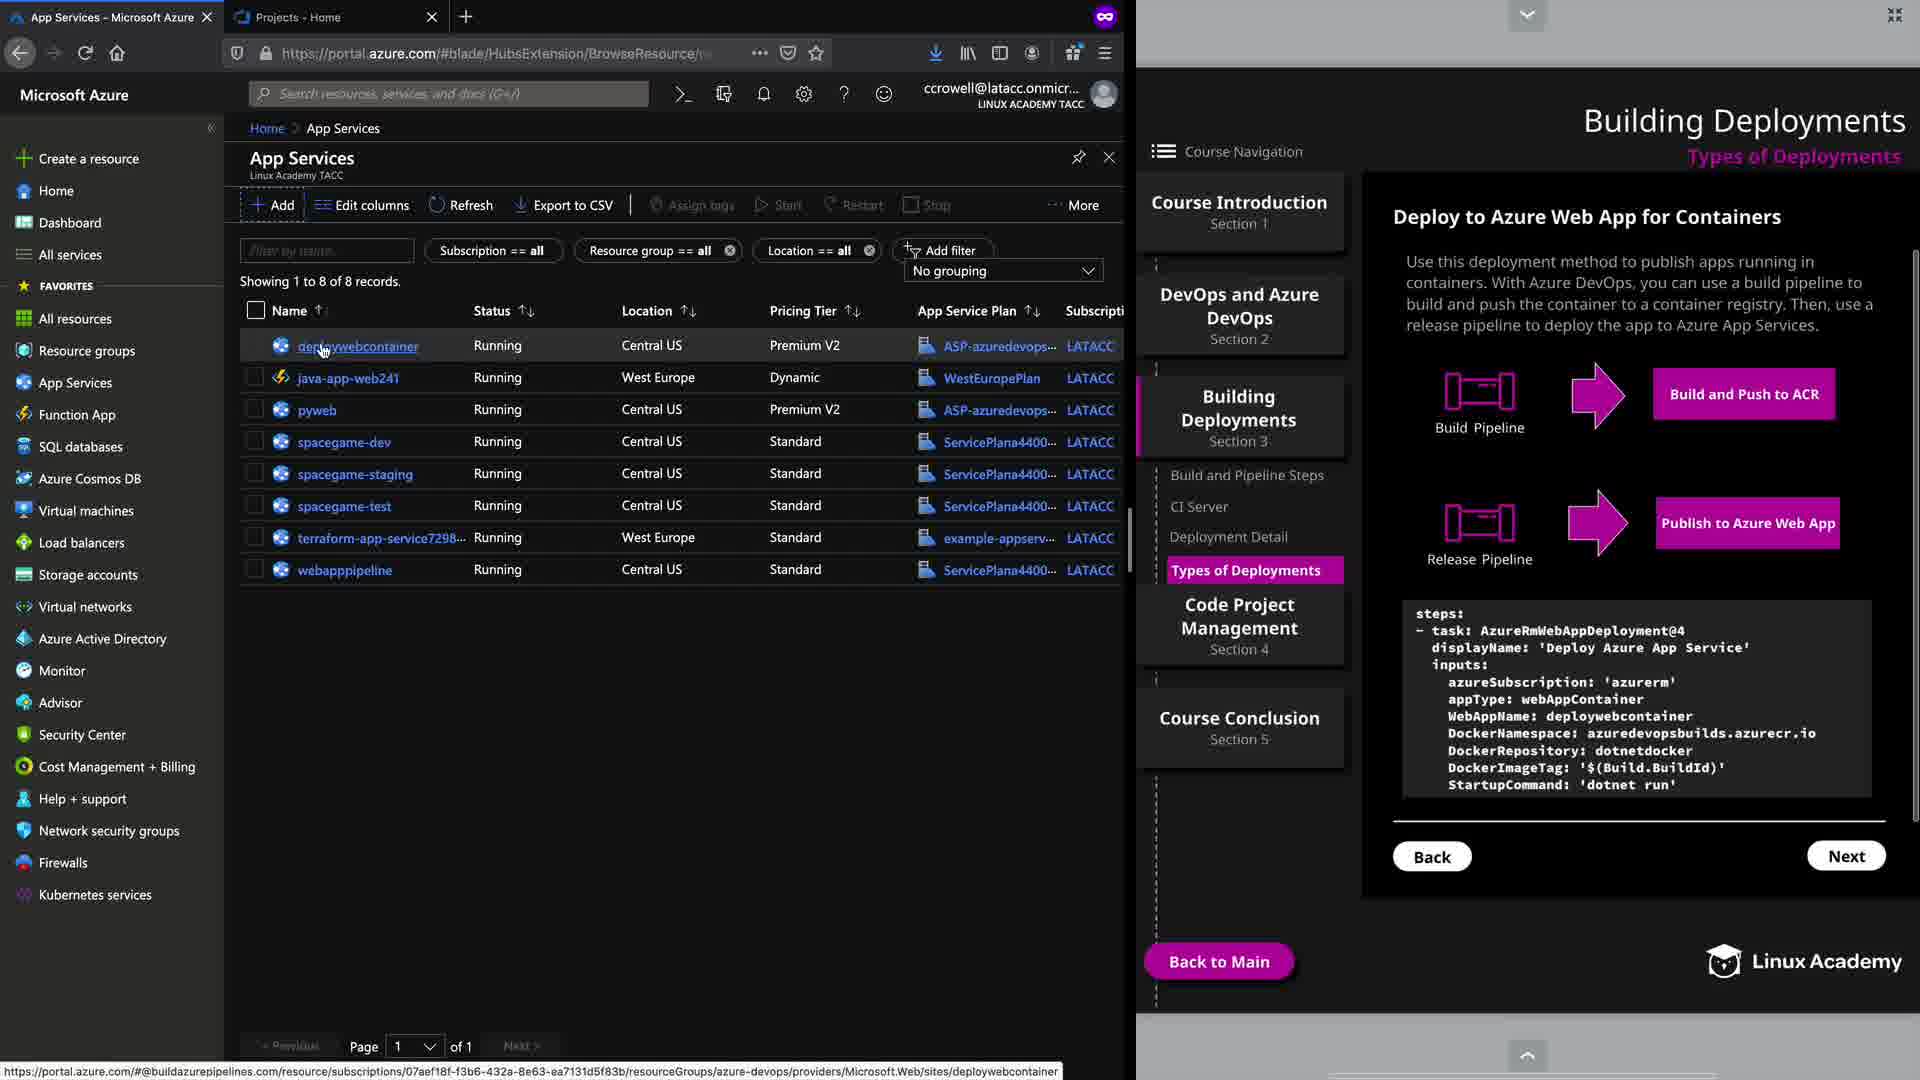 App Services - Microsoft Azure
Projects - Home
https://portal.azure.com/#blade/HubsExtension/BrowseResource/
Microsoft Azure
Search resources, services, and docs (G+/)
ccrowell@latacc.onmicr...
LINUX ACADEMY TACC
Create a resource
Home
Dashboard
All services
FAVORITES
All resources
Resource groups
App Services
Function App
SQL databases
Azure Cosmos DB
Virtual machines
Load balancers
Storage accounts
Virtual networks
Azure Active Directory
Monitor
Advisor
Security Center
Cost Management + Billing
Help + support
Network security groups
Firewalls
Kubernetes services
Home > App Services
App Services
Linux Academy TACC
Add Edit columns Refresh Export to CSV Assign tags Start Restart Stop ... More
Filter by name...
Subscription == all
Resource group == all
Location == all
Add filter
Showing 1 to 8 of 8 records.
No grouping
Name Status Location Pricing Tier App Service Plan Subscripti
deploywebcontainer Running Central US Premium V2 ASP-azuredevops... LATACC
java-app-web241 Running West Europe Dynamic WestEuropePlan LATACC
pyweb Running Central US Premium V2 ASP-azuredevops... LATACC
spacegame-dev Running Central US Standard ServicePlana4400... LATACC
spacegame-staging Running Central US Standard ServicePlana4400... LATACC
spacegame-test Running Central US Standard ServicePlana4400... LATACC
terraform-app-service7298... Running West Europe Standard example-appserv... LATACC
webapppipeline Running Central US Standard ServicePlana4400... LATACC
< Previous Page 1 of 1 Next >
https://portal.azure.com/#@buildazurepipelines.com/resource/subscriptions/07aef18f-f3b6-432a-8e63-ea7131d5f83b/resourceGroups/azure-devops/providers/Microsoft.Web/sites/deploywebcontainer
Building Deployments
Types of Deployments
Course Navigation
Course Introduction
Section 1
DevOps and Azure
DevOps
Section 2
Building
Deployments
Section 3
Build and Pipeline Steps
CI Server
Deployment Detail
Types of Deployments
Code Project
Management
Section 4
Course Conclusion
Section 5
Back to Main
Deploy to Azure Web App for Containers
Use this deployment method to publish apps running in
containers. With Azure DevOps, you can use a build pipeline to
build and push the container to a container registry. Then, use a
release pipeline to deploy the app to Azure App Services.
Build Pipeline
Build and Push to ACR
Release Pipeline
Publish to Azure Web App
steps:
- task: AzureRmWebAppDeployment@4
displayName: 'Deploy Azure App Service'
inputs:
azureSubscription: 'azurerm'
appType: webAppContainer
WebAppName: deploywebcontainer
DockerNamespace: azuredevopsbuilds.azurecr.io
DockerRepository: dotnetdocker
DockerImageTag: '$(Build.BuildId)'
StartupCommand: 'dotnet run'
Back
Next
Linux Academy